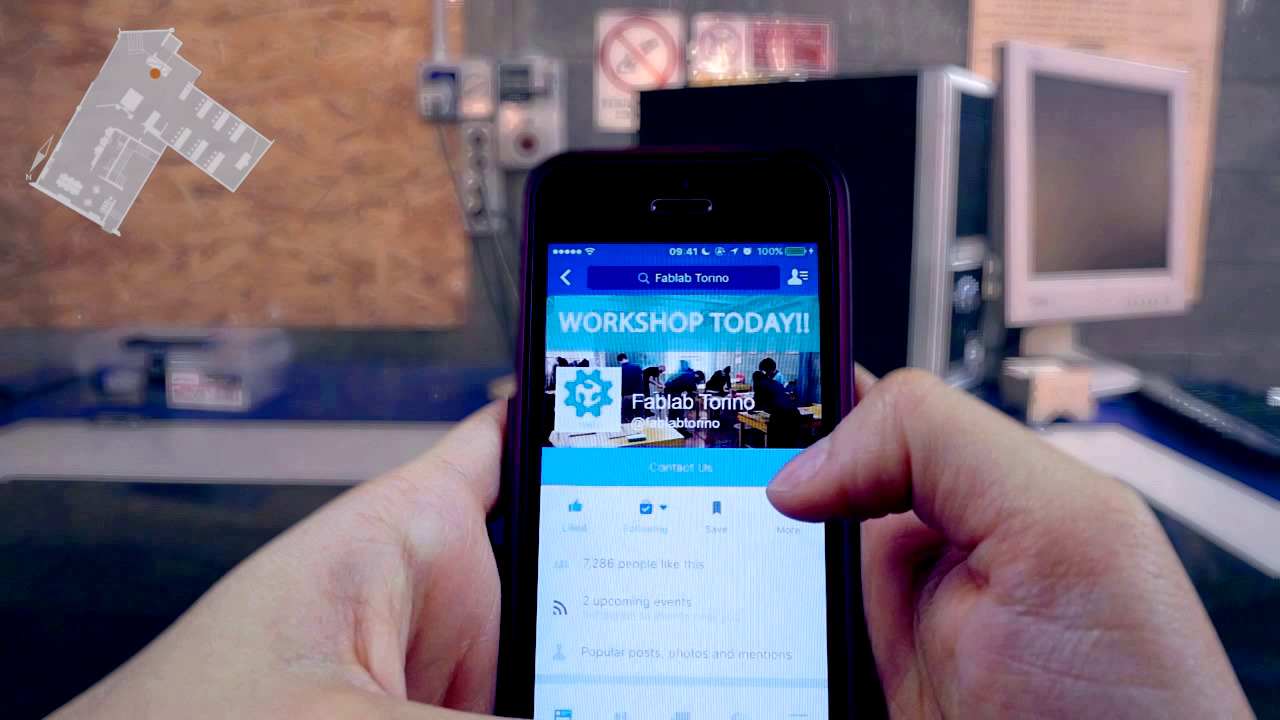 N
09.41
100%
Fablab Torino
WORKSHOP TODAY!!
Fablab Torino
@fablabtorino
Contact Us
Liked
Following
Save
More
7,286 people like this
2 upcoming events
Popular posts, photos and mentions